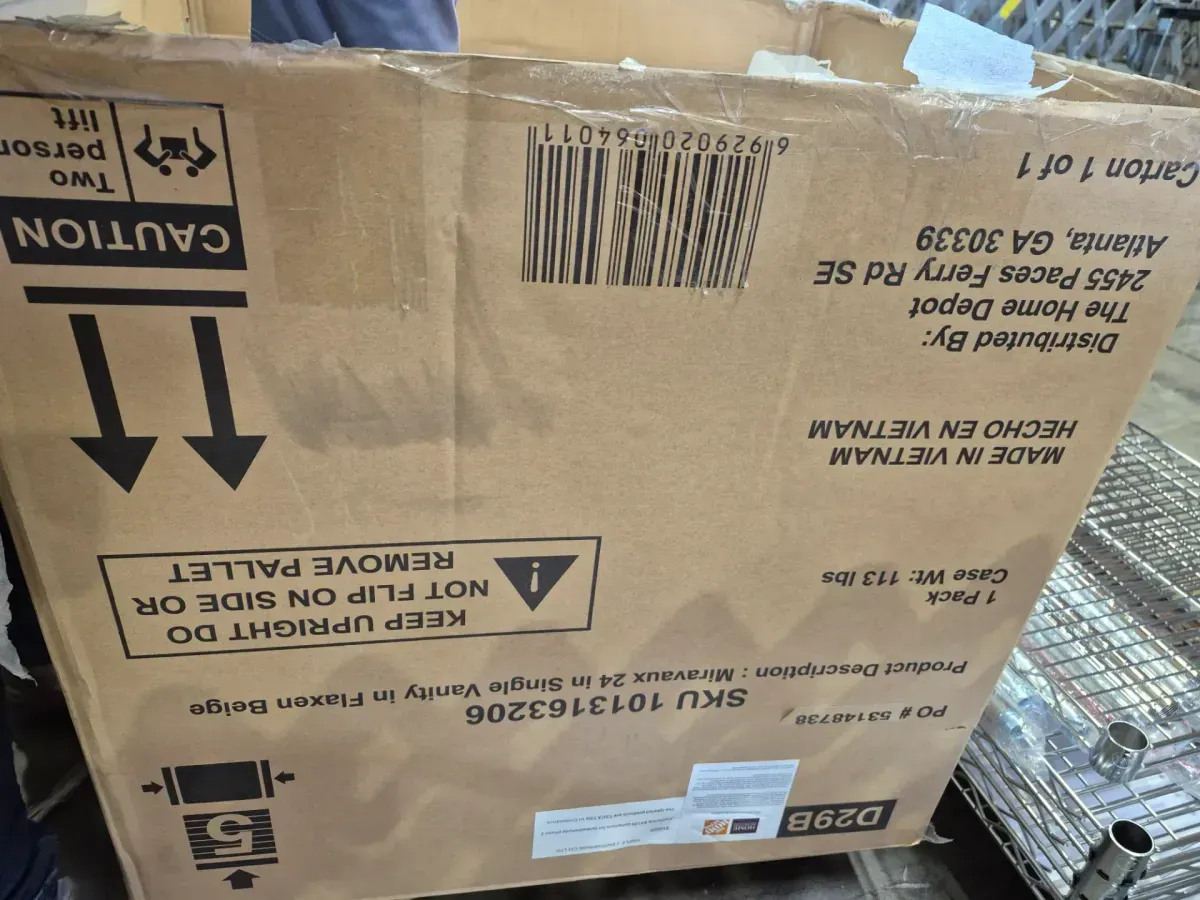 D29B
PO # 53148738
SKU 1013163206
Product Description : Miravaux 24 in Single Vanity in Flaxen Beige
5
1 Pack
Case Wt: 113 lbs
KEEP UPRIGHT DO
NOT FLIP ON SIDE OR
REMOVE PALLET
MADE IN VIETNAM
HECHO EN VIETNAM
Distributed By:
The Home Depot
2455 Paces Ferry Rd SE
Atlanta, GA 30339
Carton 1 of 1
6929020064011
CAUTION
Two
person
lift